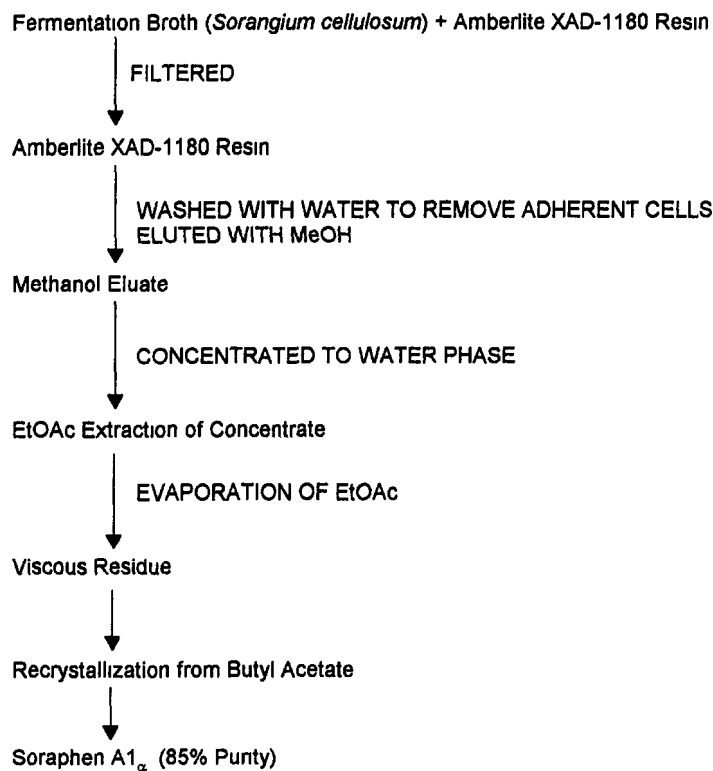 Fermentation Broth (Sorangium cellulosum) + Amberlite XAD-1180 Resin
FILTERED
Amberlite XAD-1180 Resin
WASHED WITH WATER TO REMOVE ADHERENT CELLS
ELUTED WITH MeOH
Methanol Eluate
CONCENTRATED TO WATER PHASE
EtOAc Extraction of Concentrate
EVAPORATION OF EtOAc
Viscous Residue
Recrystallization from Butyl Acetate
Soraphen A1α (85% Purity)